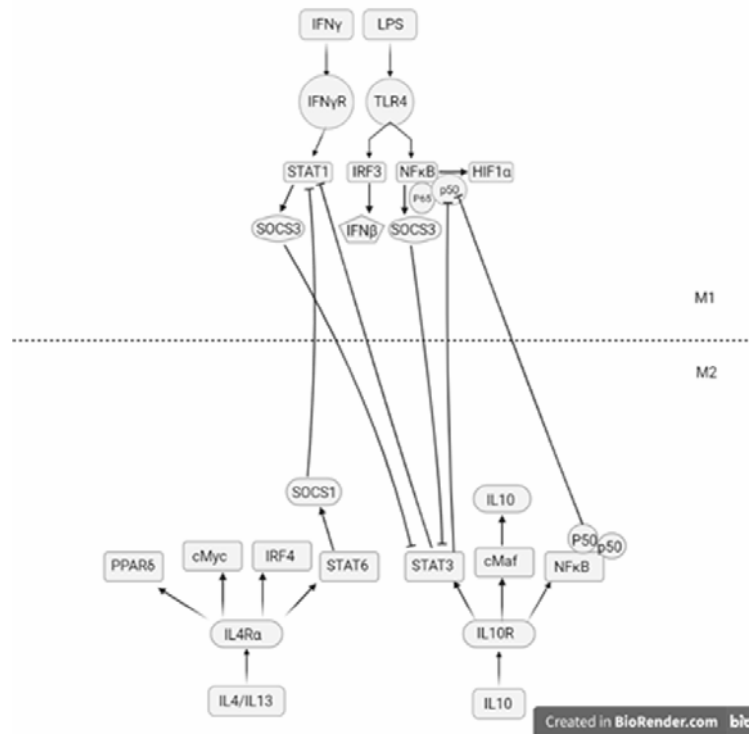 IFNγ LPS
IFNγR TLR4
STAT1 IRF3 NFκB HIF1α
P65 p50
SOCS3 IFNβ SOCS3
M1
M2
SOCS1 IL10
P50 p50
PPARδ cMyc IRF4 STAT6 STAT3 cMaf NFκB
IL4Rα IL10R
IL4/IL13 IL10
Created in BioRender.com bio